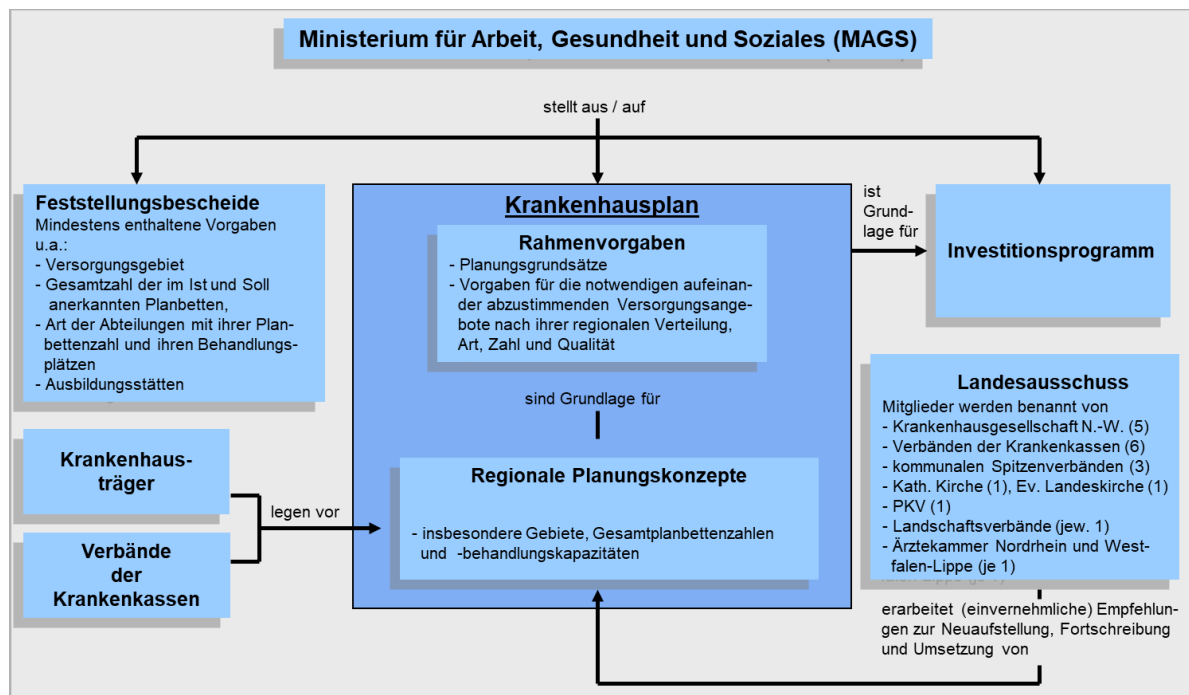 Ministerium für Arbeit, Gesundheit und Soziales (MAGS)
stellt aus / auf
Feststellungsbescheide
Mindestens enthaltene Vorgaben
u.a.:
- Versorgungsgebiet
- Gesamtzahl der im Ist und Soll
anerkannten Planbetten,
- Art der Abteilungen mit ihrer Plan-
bettenzahl und ihren Behandlungs-
plätzen
- Ausbildungsstätten
Krankenhausplan
Rahmenvorgaben
- Planungsgrundsätze
- Vorgaben für die notwendigen aufeinan-
der abzustimmenden Versorgungsange-
bote nach ihrer regionalen Verteilung,
Art, Zahl und Qualität
sind Grundlage für
Regionale Planungskonzepte
- insbesondere Gebiete, Gesamtplanbettenzahlen
und -behandlungskapazitäten
ist
Grund-
lage für
Investitionsprogramm
Krankenhaus-
träger
Verbände
der
Krankenkassen
legen vor
Landesausschuss
Mitglieder werden benannt von
- Krankenhausgesellschaft N.-W. (5)
- Verbänden der Krankenkassen (6)
- kommunalen Spitzenverbänden (3)
- Kath. Kirche (1), Ev. Landeskirche (1)
- PKV (1)
- Landschaftsverbände (jew. 1)
- Ärztekammer Nordrhein und West-
falen-Lippe (je 1)
erarbeitet (einvernehmliche) Empfehlun-
gen zur Neuaufstellung, Fortschreibung
und Umsetzung von